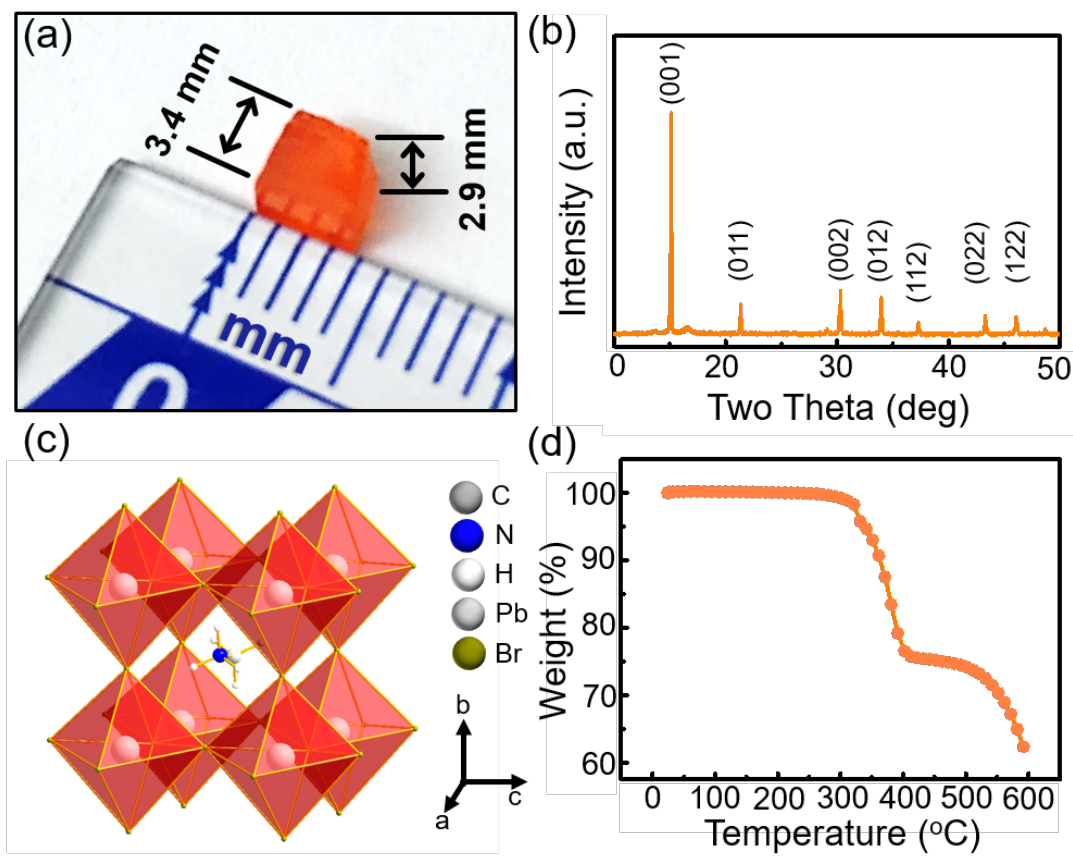 (a)
3.4 mm
2.9 mm
mm
0
(b)
Intensity (a.u.)
(001)
(011)
(002)
(012)
(112)
(022)
(122)
0 20 30 40 50
Two Theta (deg)
(c)
C
N
H
Pb
Br
b
c
a
(d)
Weight (%)
100
90
80
70
60
0 100 200 300 400 500 600
Temperature (°C)